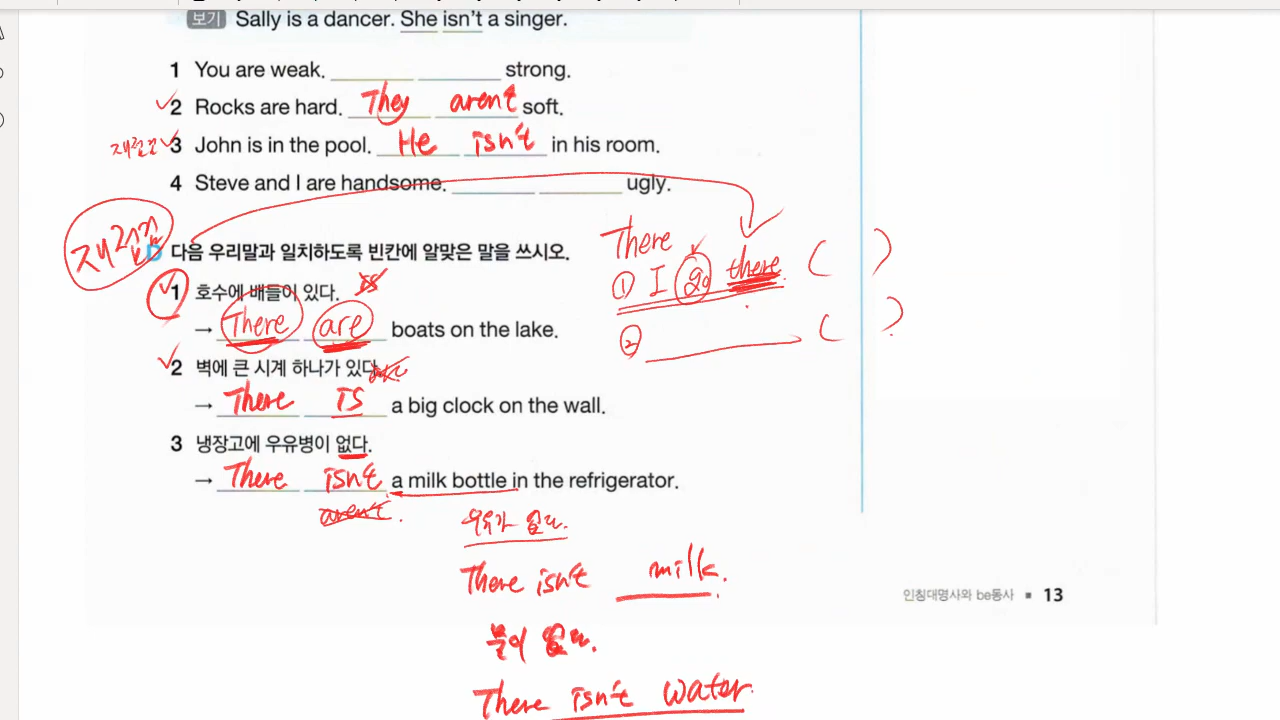 보기 Sally is a dancer. She isn't a singer.
1 You are weak. strong.
2 Rocks are hard. They aren't soft.
재점검 3 John is in the pool. He isn't in his room.
4 Steve and I are handsome. ugly.
재점검
D 다음 우리말과 일치하도록 빈칸에 알맞은 말을 쓰시오.
There
① I go there. ( )
② ( )
1 호수에 배들이 있다. is
→ There are boats on the lake.
2 벽에 큰 시계 하나가 있다. are
→ There is a big clock on the wall.
3 냉장고에 우유병이 없다.
→ There isn't a milk bottle in the refrigerator.
aren't.
우유가 없다.
There isn't milk.
물이 없다.
There isn't water.
인칭대명사와 be동사 ■ 13